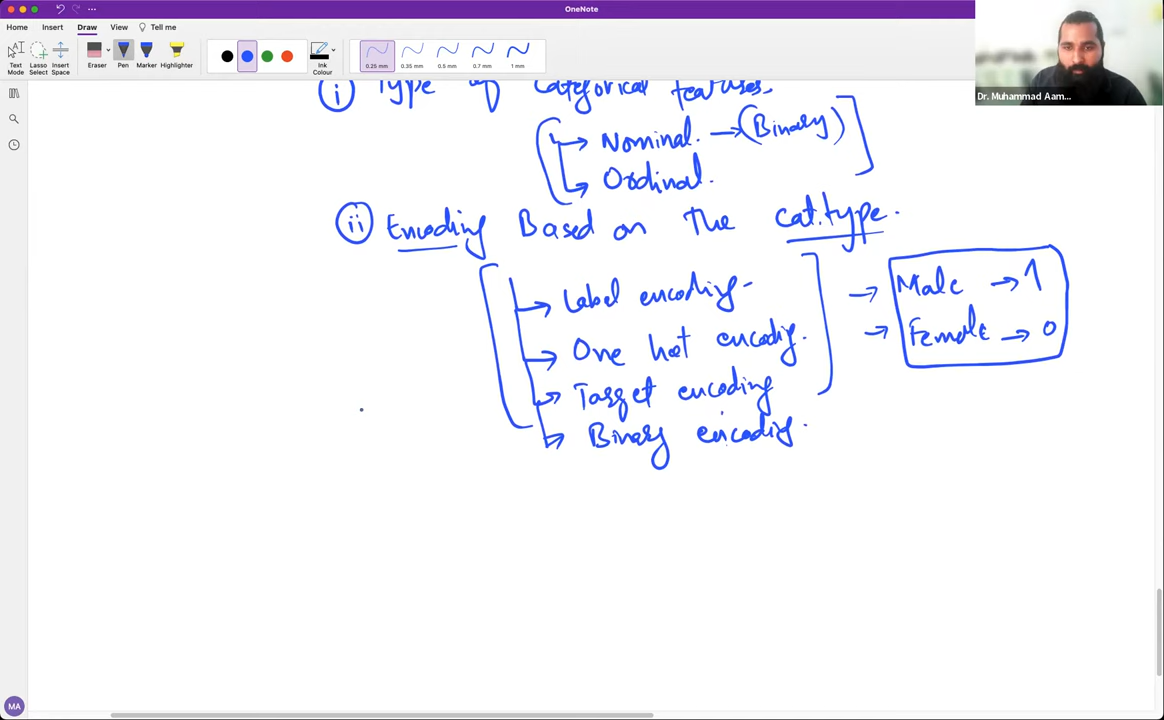 OneNote
Home Insert Draw View Tell me
Text Mode
Lasso Select
Insert Space
Eraser
Pen
Marker
Highlighter
Ink Colour
0.25 mm
0.35 mm
0.5 mm
0.7 mm
1 mm
Dr. Muhammad Aam...
i Type of Categorical features.
Nominal. → (Binary)
Ordinal.
ii Encoding Based on the cat.type.
→ Label encoding
→ One hot encodig.
→ Target encoding
→ Binary encodig.
→ Male → 1
→ Female → 0
MA